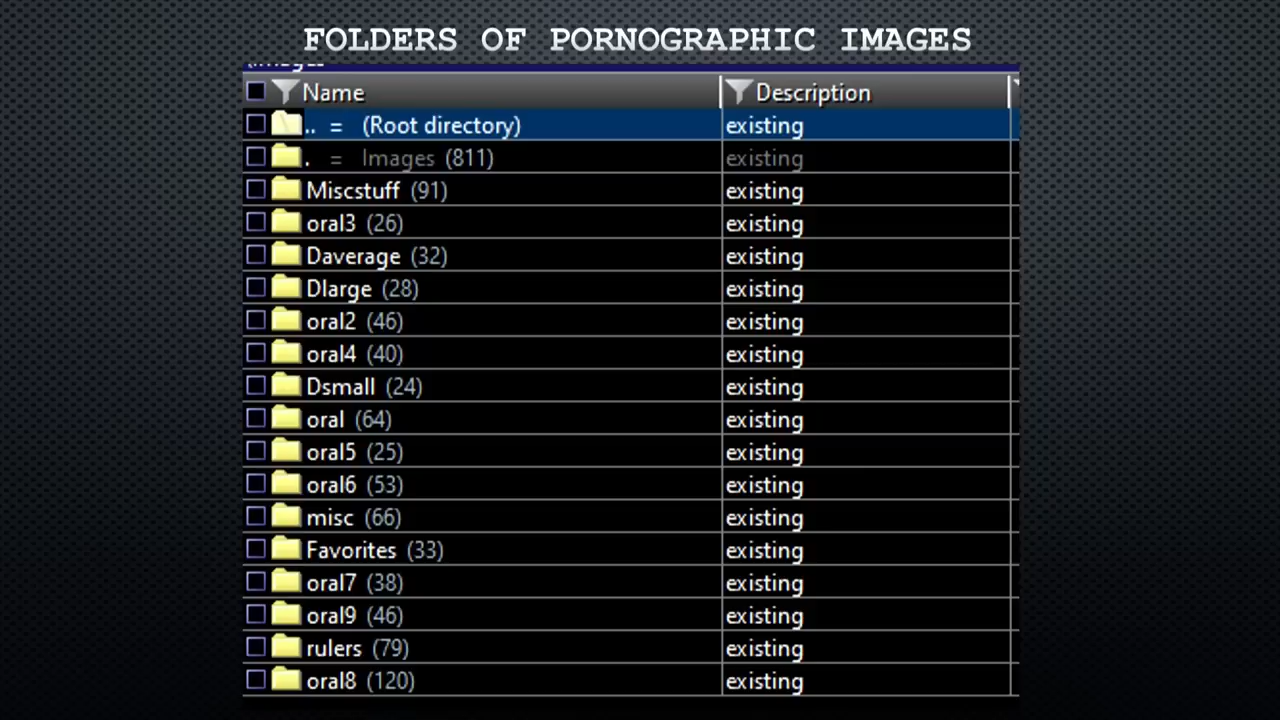 FOLDERS OF PORNOGRAPHIC IMAGES
Name Description
.. = (Root directory) existing
. = Images (811) existing
Miscstuff (91) existing
oral3 (26) existing
Daverage (32) existing
Dlarge (28) existing
oral2 (46) existing
oral4 (40) existing
Dsmall (24) existing
oral (64) existing
oral5 (25) existing
oral6 (53) existing
misc (66) existing
Favorites (33) existing
oral7 (38) existing
oral9 (46) existing
rulers (79) existing
oral8 (120) existing